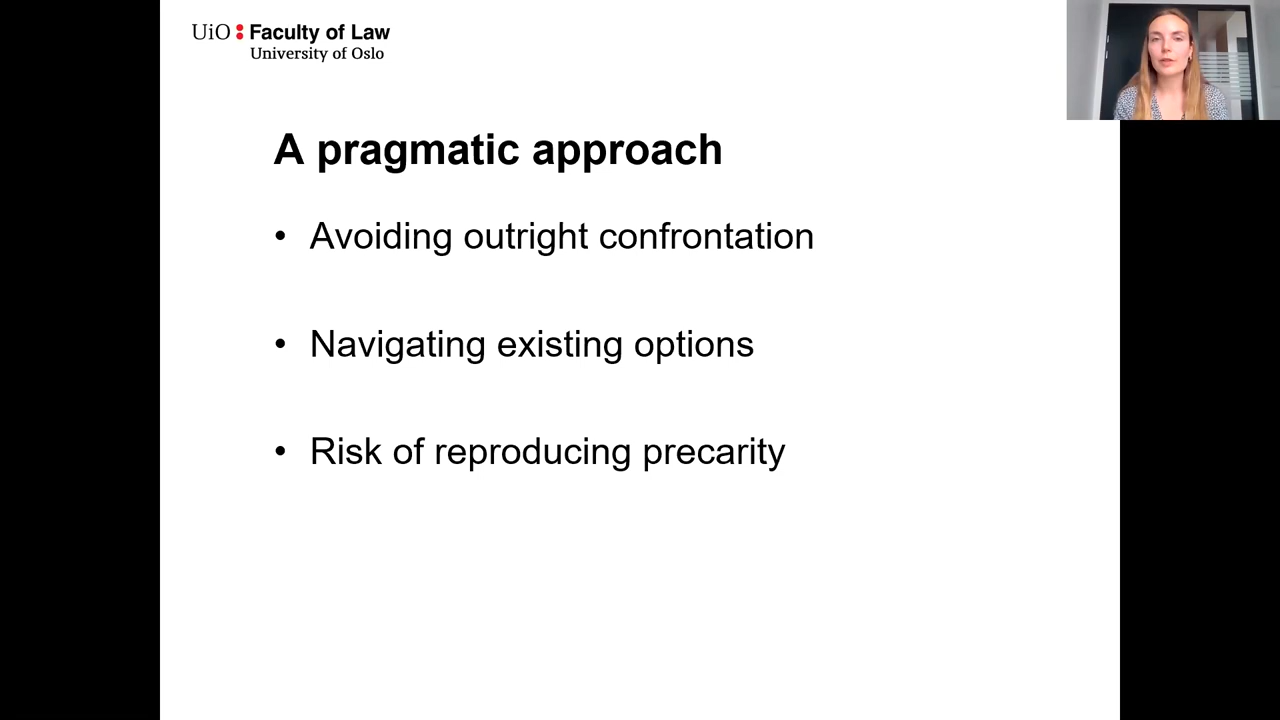 UiO : Faculty of Law
University of Oslo
A pragmatic approach
• Avoiding outright confrontation
• Navigating existing options
• Risk of reproducing precarity